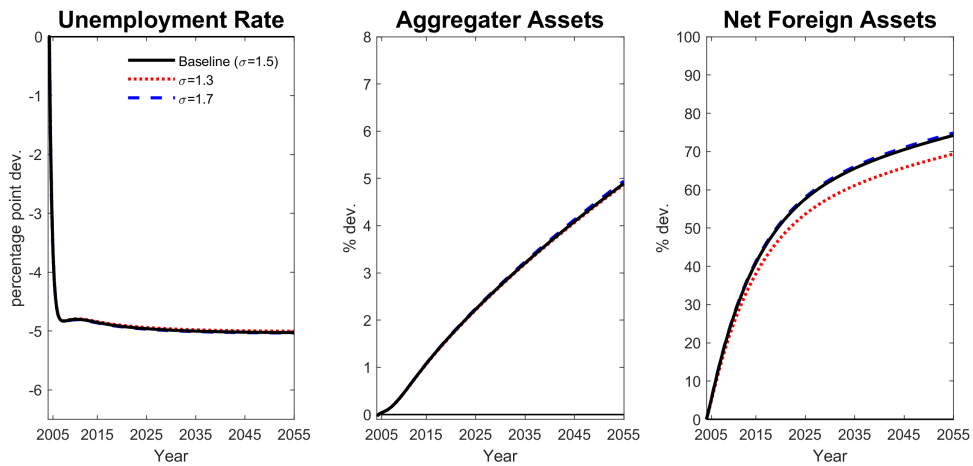 Unemployment Rate
0
-1
-2
-3
-4
-5
-6
percentage point dev.
Baseline (σ=1.5)
σ=1.3
σ=1.7
2005 2015 2025 2035 2045 2055
Year
Aggregater Assets
8
7
6
5
4
3
2
1
0
% dev.
2005 2015 2025 2035 2045 2055
Year
Net Foreign Assets
100
90
80
70
60
50
40
30
20
10
0
% dev.
2005 2015 2025 2035 2045 2055
Year